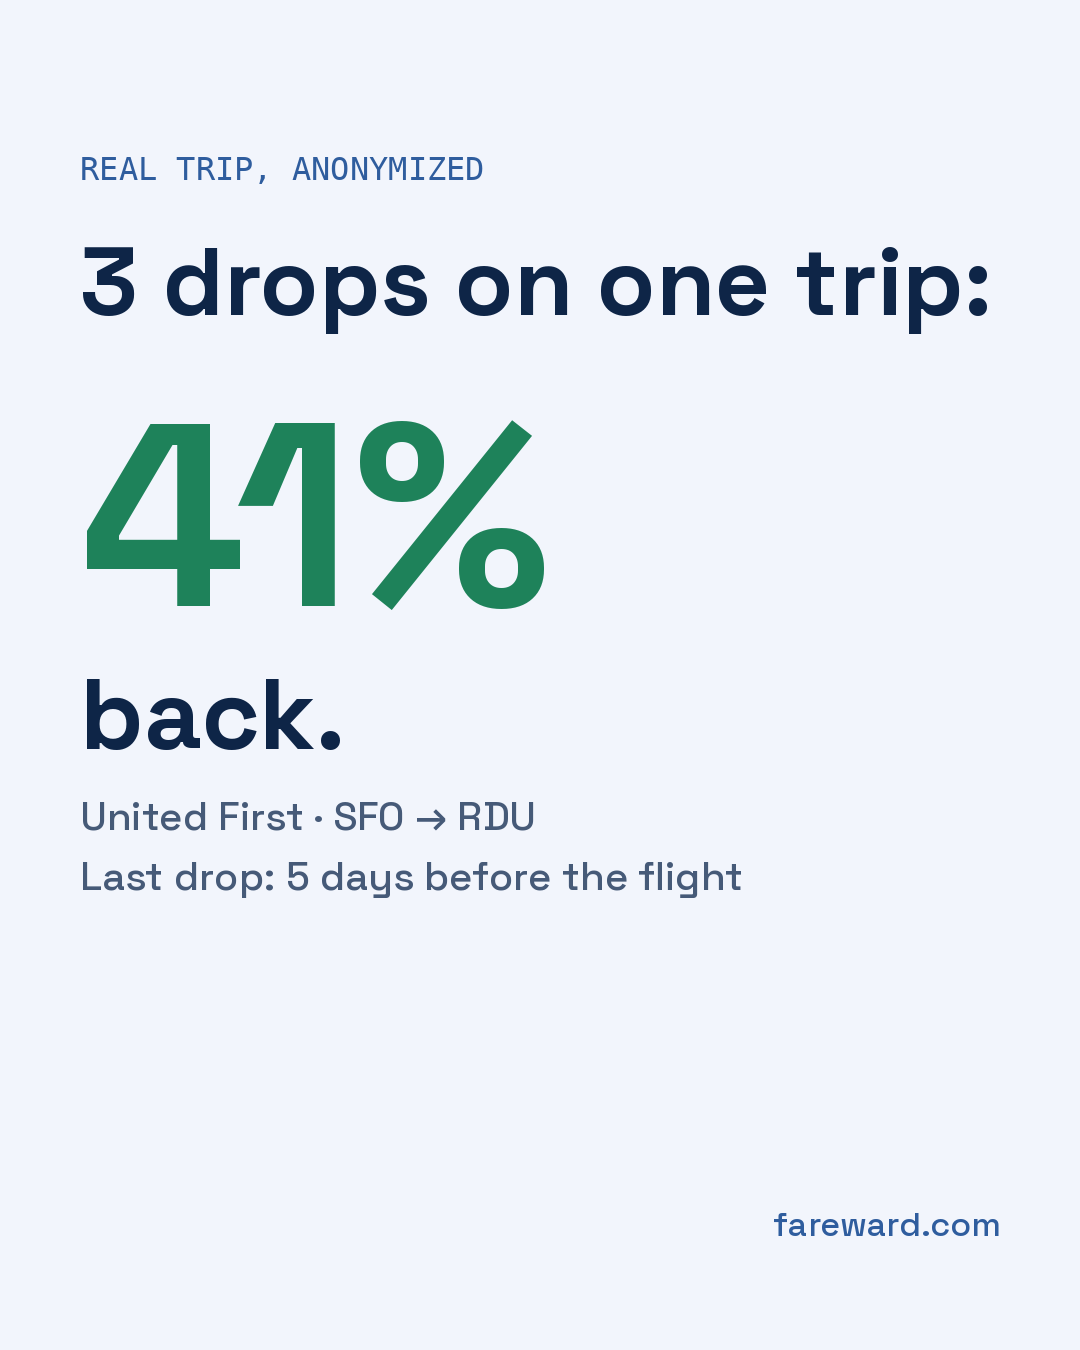 REAL TRIP, ANONYMIZED
3 drops on one trip:
41%
back.
United First · SFO → RDU
Last drop: 5 days before the flight
fareward.com